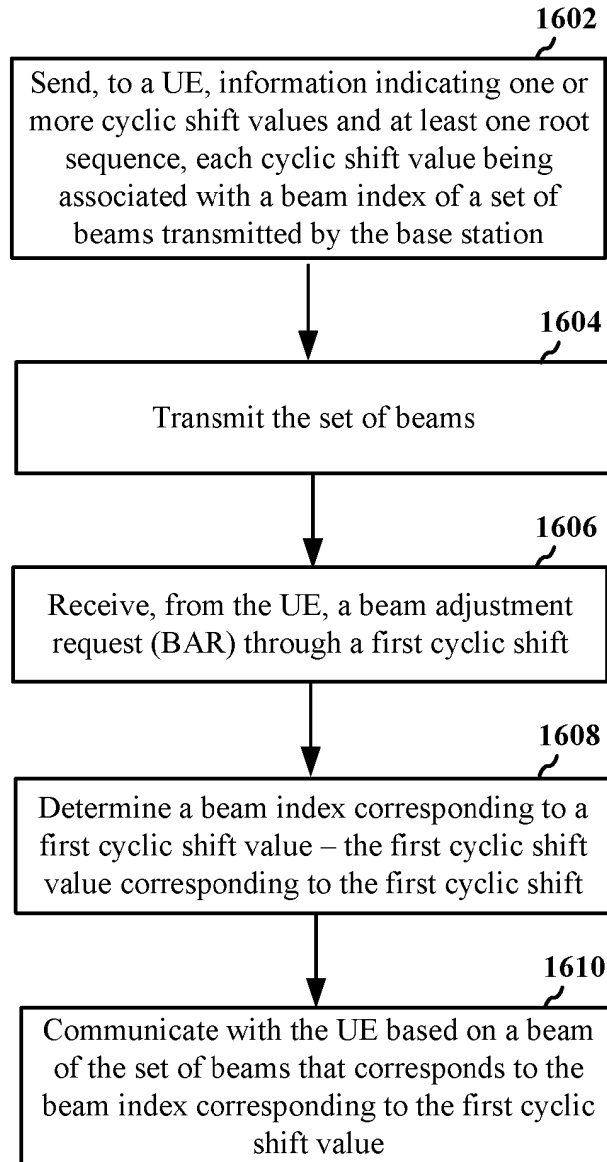 1602
Send, to a UE, information indicating one or
more cyclic shift values and at least one root
sequence, each cyclic shift value being
associated with a beam index of a set of
beams transmitted by the base station
1604
Transmit the set of beams
1606
Receive, from the UE, a beam adjustment
request (BAR) through a first cyclic shift
1608
Determine a beam index corresponding to a
first cyclic shift value – the first cyclic shift
value corresponding to the first cyclic shift
1610
Communicate with the UE based on a beam
of the set of beams that corresponds to the
beam index corresponding to the first cyclic
shift value